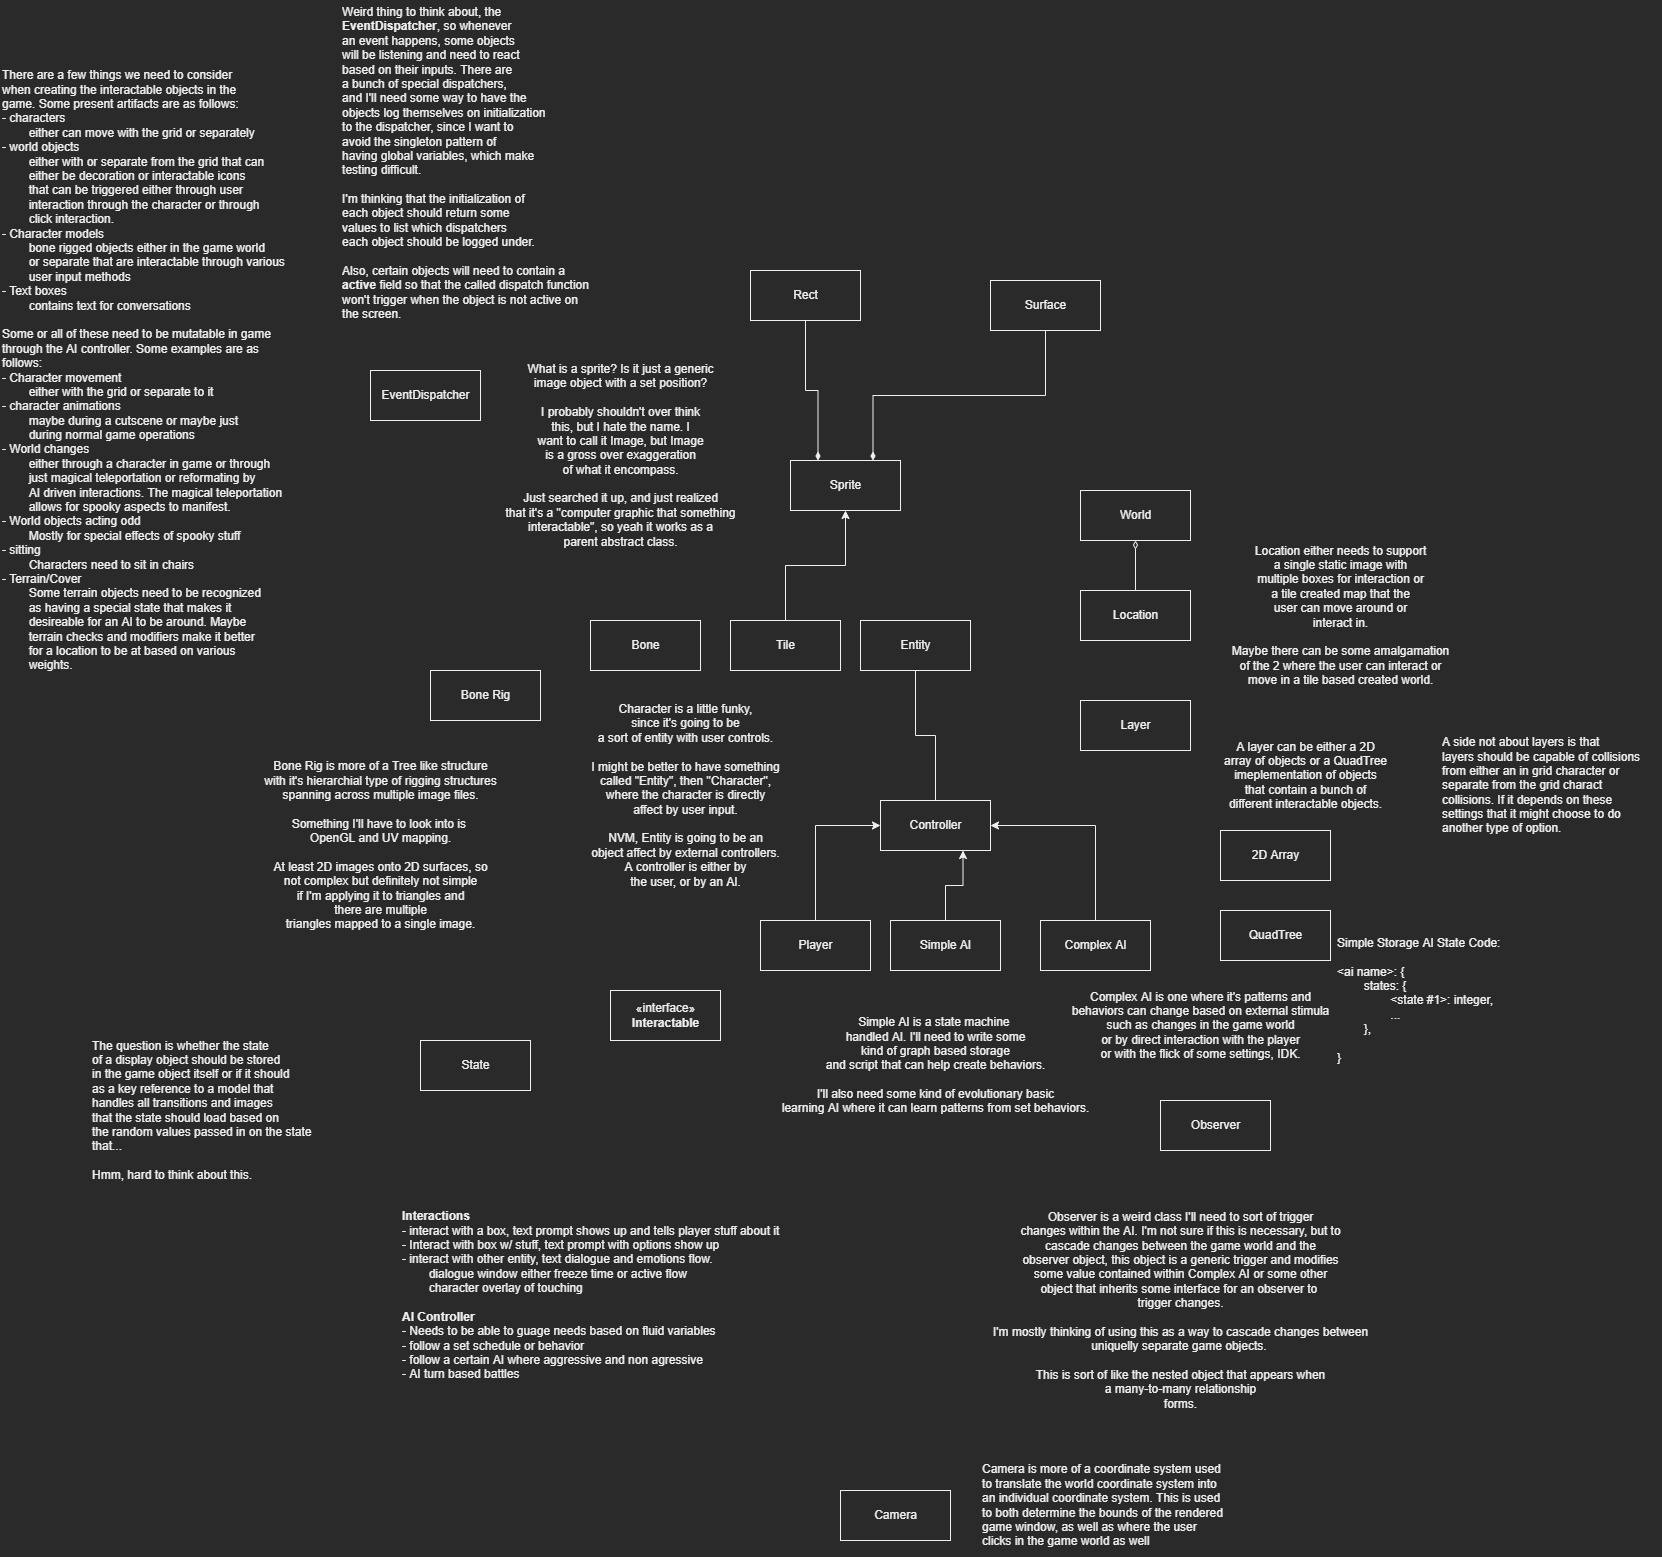 Weird thing to think about, the
EventDispatcher, so whenever
an event happens, some objects
will be listening and need to react
based on their inputs. There are
a bunch of special dispatchers,
and I'll need some way to have the
objects log themselves on initialization
to the dispatcher, since I want to
avoid the singleton pattern of
having global variables, which make
testing difficult.
I'm thinking that the initialization of
each object should return some
values to list which dispatchers
each object should be logged under.
Also, certain objects will need to contain a
active field so that the called dispatch function
won't trigger when the object is not active on
the screen.
There are a few things we need to consider
when creating the interactable objects in the
game. Some present artifacts are as follows:
- characters
either can move with the grid or separately
- world objects
either with or separate from the grid that can
either be decoration or interactable icons
that can be triggered either through user
interaction through the character or through
click interaction.
- Character models
bone rigged objects either in the game world
or separate that are interactable through various
user input methods
- Text boxes
contains text for conversations
Some or all of these need to be mutatable in game
through the AI controller. Some examples are as
follows:
- Character movement
either with the grid or separate to it
- character animations
maybe during a cutscene or maybe just
during normal game operations
- World changes
either through a character in game or through
just magical teleportation or reformating by
AI driven interactions. The magical teleportation
allows for spooky aspects to manifest.
- World objects acting odd
Mostly for special effects of spooky stuff
- sitting
Characters need to sit in chairs
- Terrain/Cover
Some terrain objects need to be recognized
as having a special state that makes it
desireable for an AI to be around. Maybe
terrain checks and modifiers make it better
for a location to be at based on various
weights.
Rect
Surface
EventDispatcher
What is a sprite? Is it just a generic
image object with a set position?
I probably shouldn't over think
this, but I hate the name. I
want to call it Image, but Image
is a gross over exaggeration
of what it encompass.
Just searched it up, and just realized
that it's a "computer graphic that something
interactable", so yeah it works as a
parent abstract class.
Sprite
World
Location
Location either needs to support
a single static image with
multiple boxes for interaction or
a tile created map that the
user can move around or
interact in.
Maybe there can be some amalgamation
of the 2 where the user can interact or
move in a tile based created world.
Bone
Tile
Entity
Bone Rig
Layer
Character is a little funky,
since it's going to be
a sort of entity with user controls.
I might be better to have something
called "Entity", then "Character",
where the character is directly
affect by user input.
NVM, Entity is going to be an
object affect by external controllers.
A controller is either by
the user, or by an AI.
Bone Rig is more of a Tree like structure
with it's hierarchial type of rigging structures
spanning across multiple image files.
Something I'll have to look into is
OpenGL and UV mapping.
At least 2D images onto 2D surfaces, so
not complex but definitely not simple
if I'm applying it to triangles and
there are multiple
triangles mapped to a single image.
A layer can be either a 2D
array of objects or a QuadTree
imeplementation of objects
that contain a bunch of
different interactable objects.
A side not about layers is that
layers should be capable of collisions
from either an in grid character or
separate from the grid charact
collisions. If it depends on these
settings that it might choose to do
another type of option.
Controller
2D Array
QuadTree
Player
Simple AI
Complex AI
Simple Storage AI State Code:
<ai name>: {
states: {
<state #1>: integer,
...
},
}
«interface»
Interactable
Simple AI is a state machine
handled AI. I'll need to write some
kind of graph based storage
and script that can help create behaviors.
I'll also need some kind of evolutionary basic
learning AI where it can learn patterns from set behaviors.
Complex AI is one where it's patterns and
behaviors can change based on external stimula
such as changes in the game world
or by direct interaction with the player
or with the flick of some settings, IDK.
State
The question is whether the state
of a display object should be stored
in the game object itself or if it should
as a key reference to a model that
handles all transitions and images
that the state should load based on
the random values passed in on the state
that...
Hmm, hard to think about this.
Observer
Interactions
- interact with a box, text prompt shows up and tells player stuff about it
- Interact with box w/ stuff, text prompt with options show up
- interact with other entity, text dialogue and emotions flow.
dialogue window either freeze time or active flow
character overlay of touching
AI Controller
- Needs to be able to guage needs based on fluid variables
- follow a set schedule or behavior
- follow a certain AI where aggressive and non agressive
- AI turn based battles
Observer is a weird class I'll need to sort of trigger
changes within the AI. I'm not sure if this is necessary, but to
cascade changes between the game world and the
observer object, this object is a generic trigger and modifies
some value contained within Complex AI or some other
object that inherits some interface for an observer to
trigger changes.
I'm mostly thinking of using this as a way to cascade changes between
uniquelly separate game objects.
This is sort of like the nested object that appears when
a many-to-many relationship
forms.
Camera
Camera is more of a coordinate system used
to translate the world coordinate system into
an individual coordinate system. This is used
to both determine the bounds of the rendered
game window, as well as where the user
clicks in the game world as well